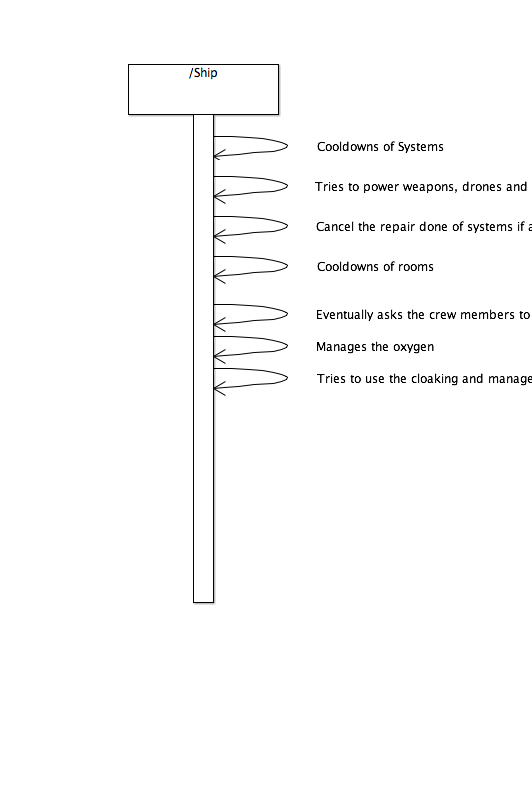 /Ship
Cooldowns of Systems
Tries to power weapons, drones and
Cancel the repair done of systems if a
Cooldowns of rooms
Eventually asks the crew members to
Manages the oxygen
Tries to use the cloaking and manage